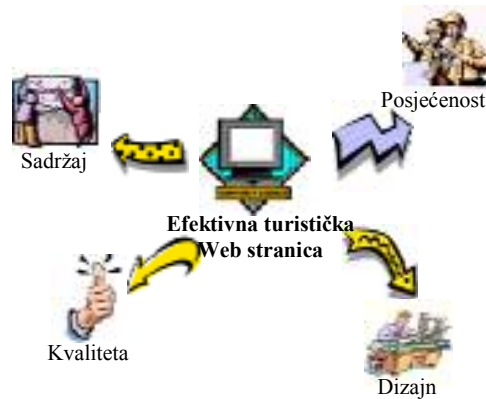 Posjećenost
Sadržaj
Efektivna turistička
Web stranica
Kvaliteta
Dizajn